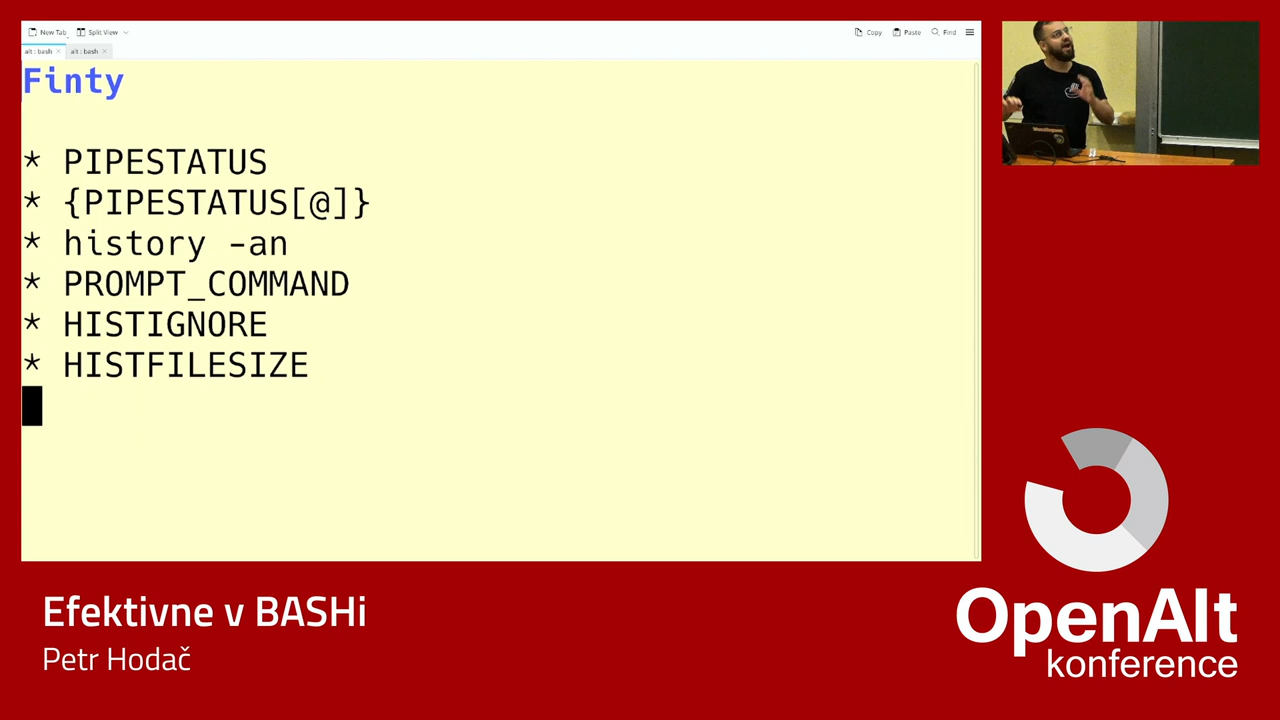 New Tab Split View Copy Paste Find
alt : bash alt : bash
Finty
* PIPESTATUS
* {PIPESTATUS[@]}
* history -an
* PROMPT_COMMAND
* HISTIGNORE
* HISTFILESIZE
Efektivne v BASHi
Petr Hodač
OpenAlt
konference